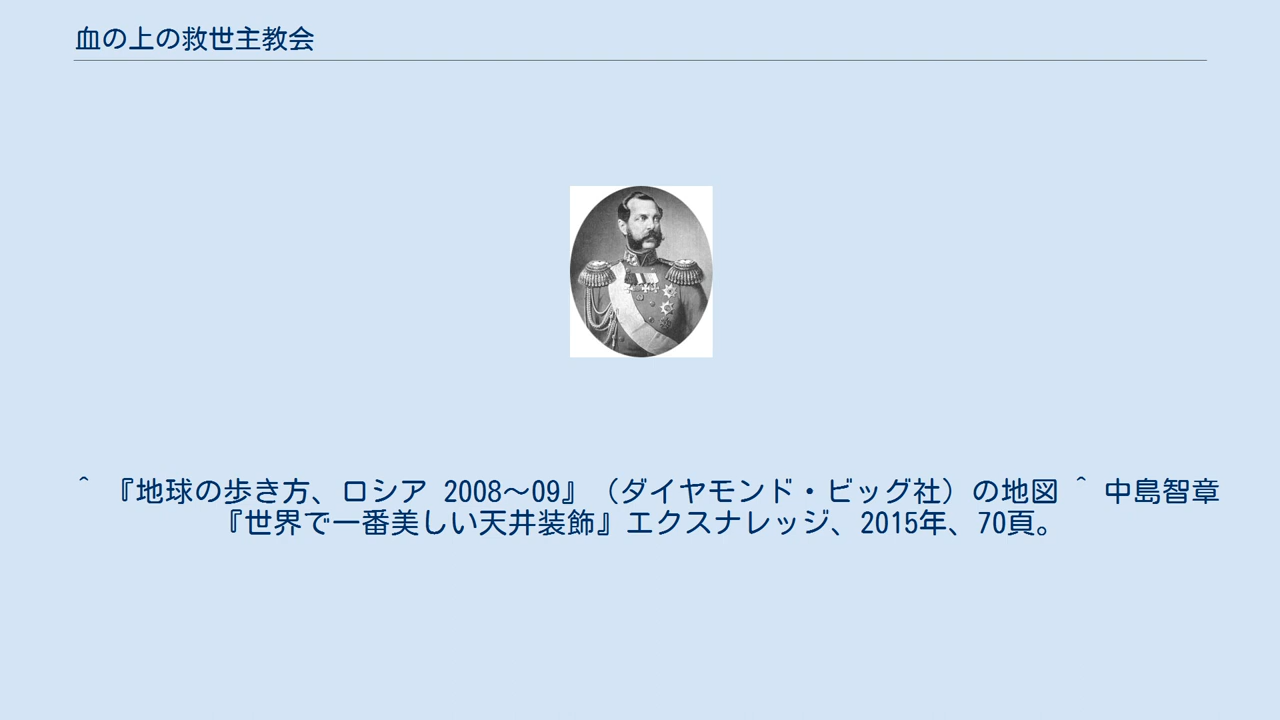 血の上の救世主教会
^ 『地球の歩き方、ロシア 2008〜09』（ダイヤモンド・ビッグ社）の地図 ^ 中島智章
『世界で一番美しい天井装飾』エクスナレッジ、2015年、70頁。